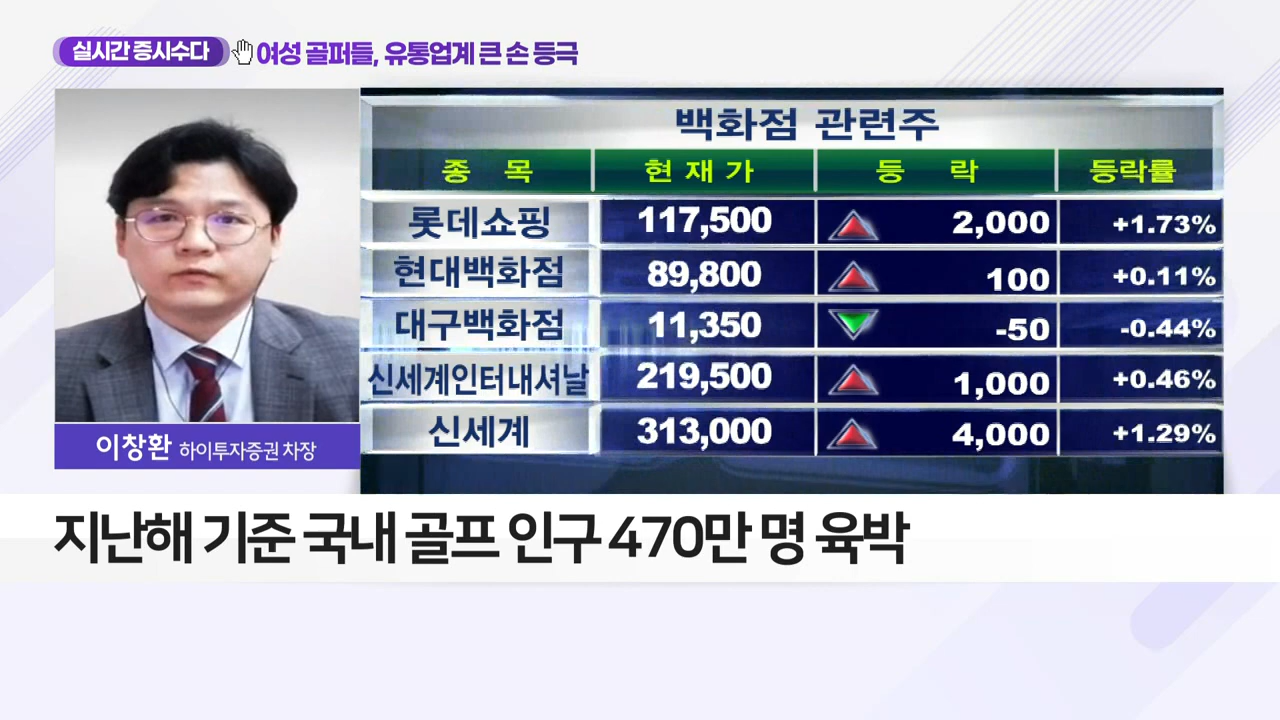 실시간 증시수다 여성 골퍼들, 유통업계 큰 손 등극
백화점 관련주
종 목 현 재 가 등 락 등락률
롯데쇼핑 117,500 2,000 +1.73%
현대백화점 89,800 100 +0.11%
대구백화점 11,350 -50 -0.44%
신세계인터내셔날 219,500 1,000 +0.46%
신세계 313,000 4,000 +1.29%
이창환 하이투자증권 차장
지난해 기준 국내 골프 인구 470만 명 육박